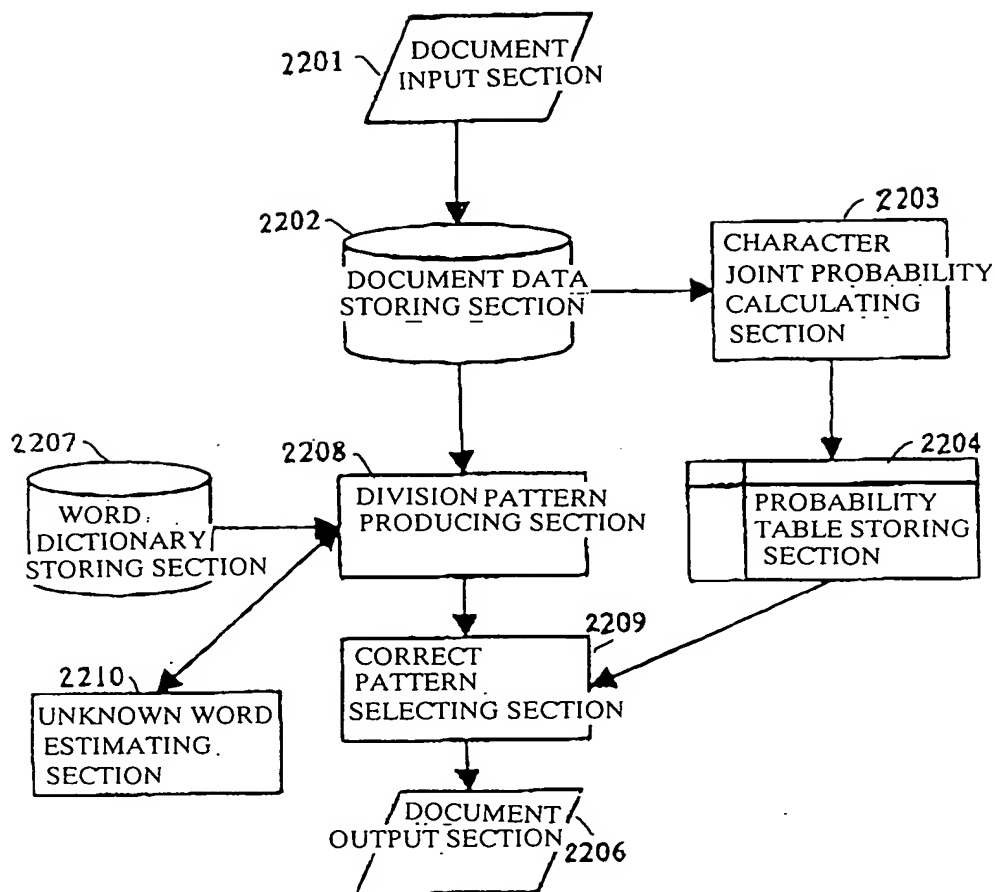 2201
DOCUMENT
INPUT SECTION
2202
DOCUMENT DATA
STORING SECTION
2203
CHARACTER
JOINT PROBABILITY
CALCULATING
SECTION
2207
WORD
DICTIONARY
STORING SECTION
2208
DIVISION PATTERN
PRODUCING SECTION
2204
PROBABILITY
TABLE STORING
SECTION
2210
UNKNOWN WORD
ESTIMATING
SECTION
2209
CORRECT
PATTERN
SELECTING SECTION
DOCUMENT
OUTPUT SECTION
2206